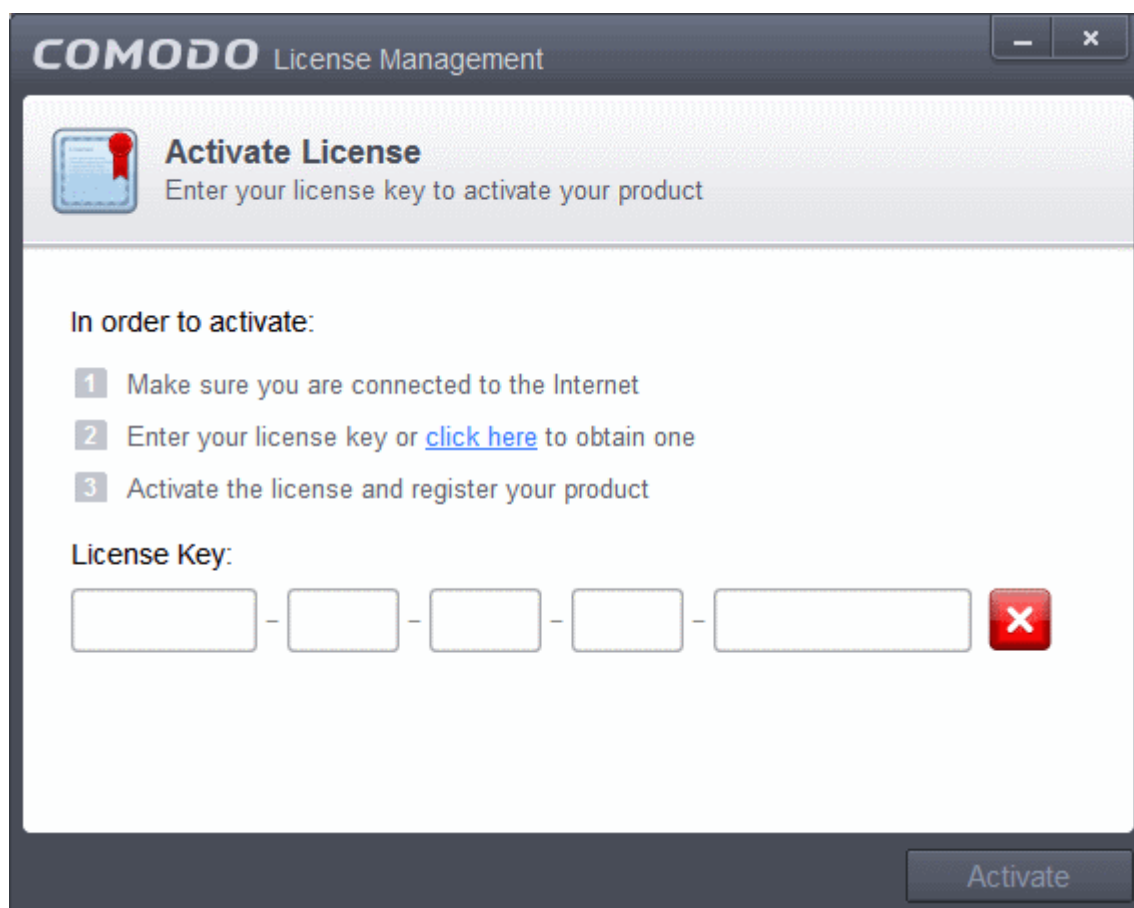 COMODO License Management
Activate License
Enter your license key to activate your product
In order to activate:
1 Make sure you are connected to the Internet
2 Enter your license key or click here to obtain one
3 Activate the license and register your product
License Key:
- - - -
Activate